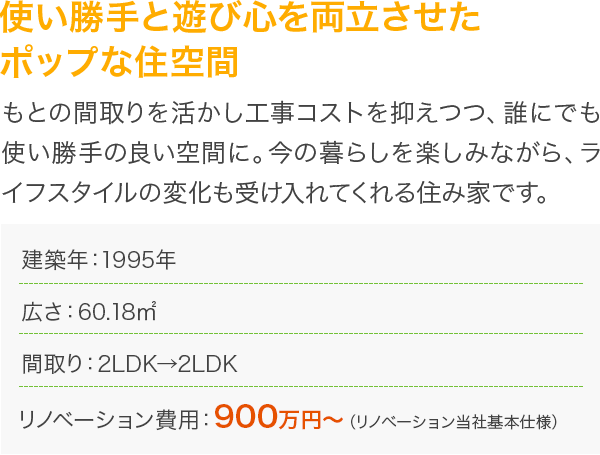 使い勝手と遊び心を両立させた
ポップな住空間
もとの間取りを活かし工事コストを抑えつつ、誰にでも
使い勝手の良い空間に。今の暮らしを楽しみながら、ラ
イフスタイルの変化も受け入れてくれる住み家です。
建築年：1995年
広さ：60.18㎡
間取り：2LDK→2LDK
リノベーション費用：900万円〜（リノベーション当社基本仕様）